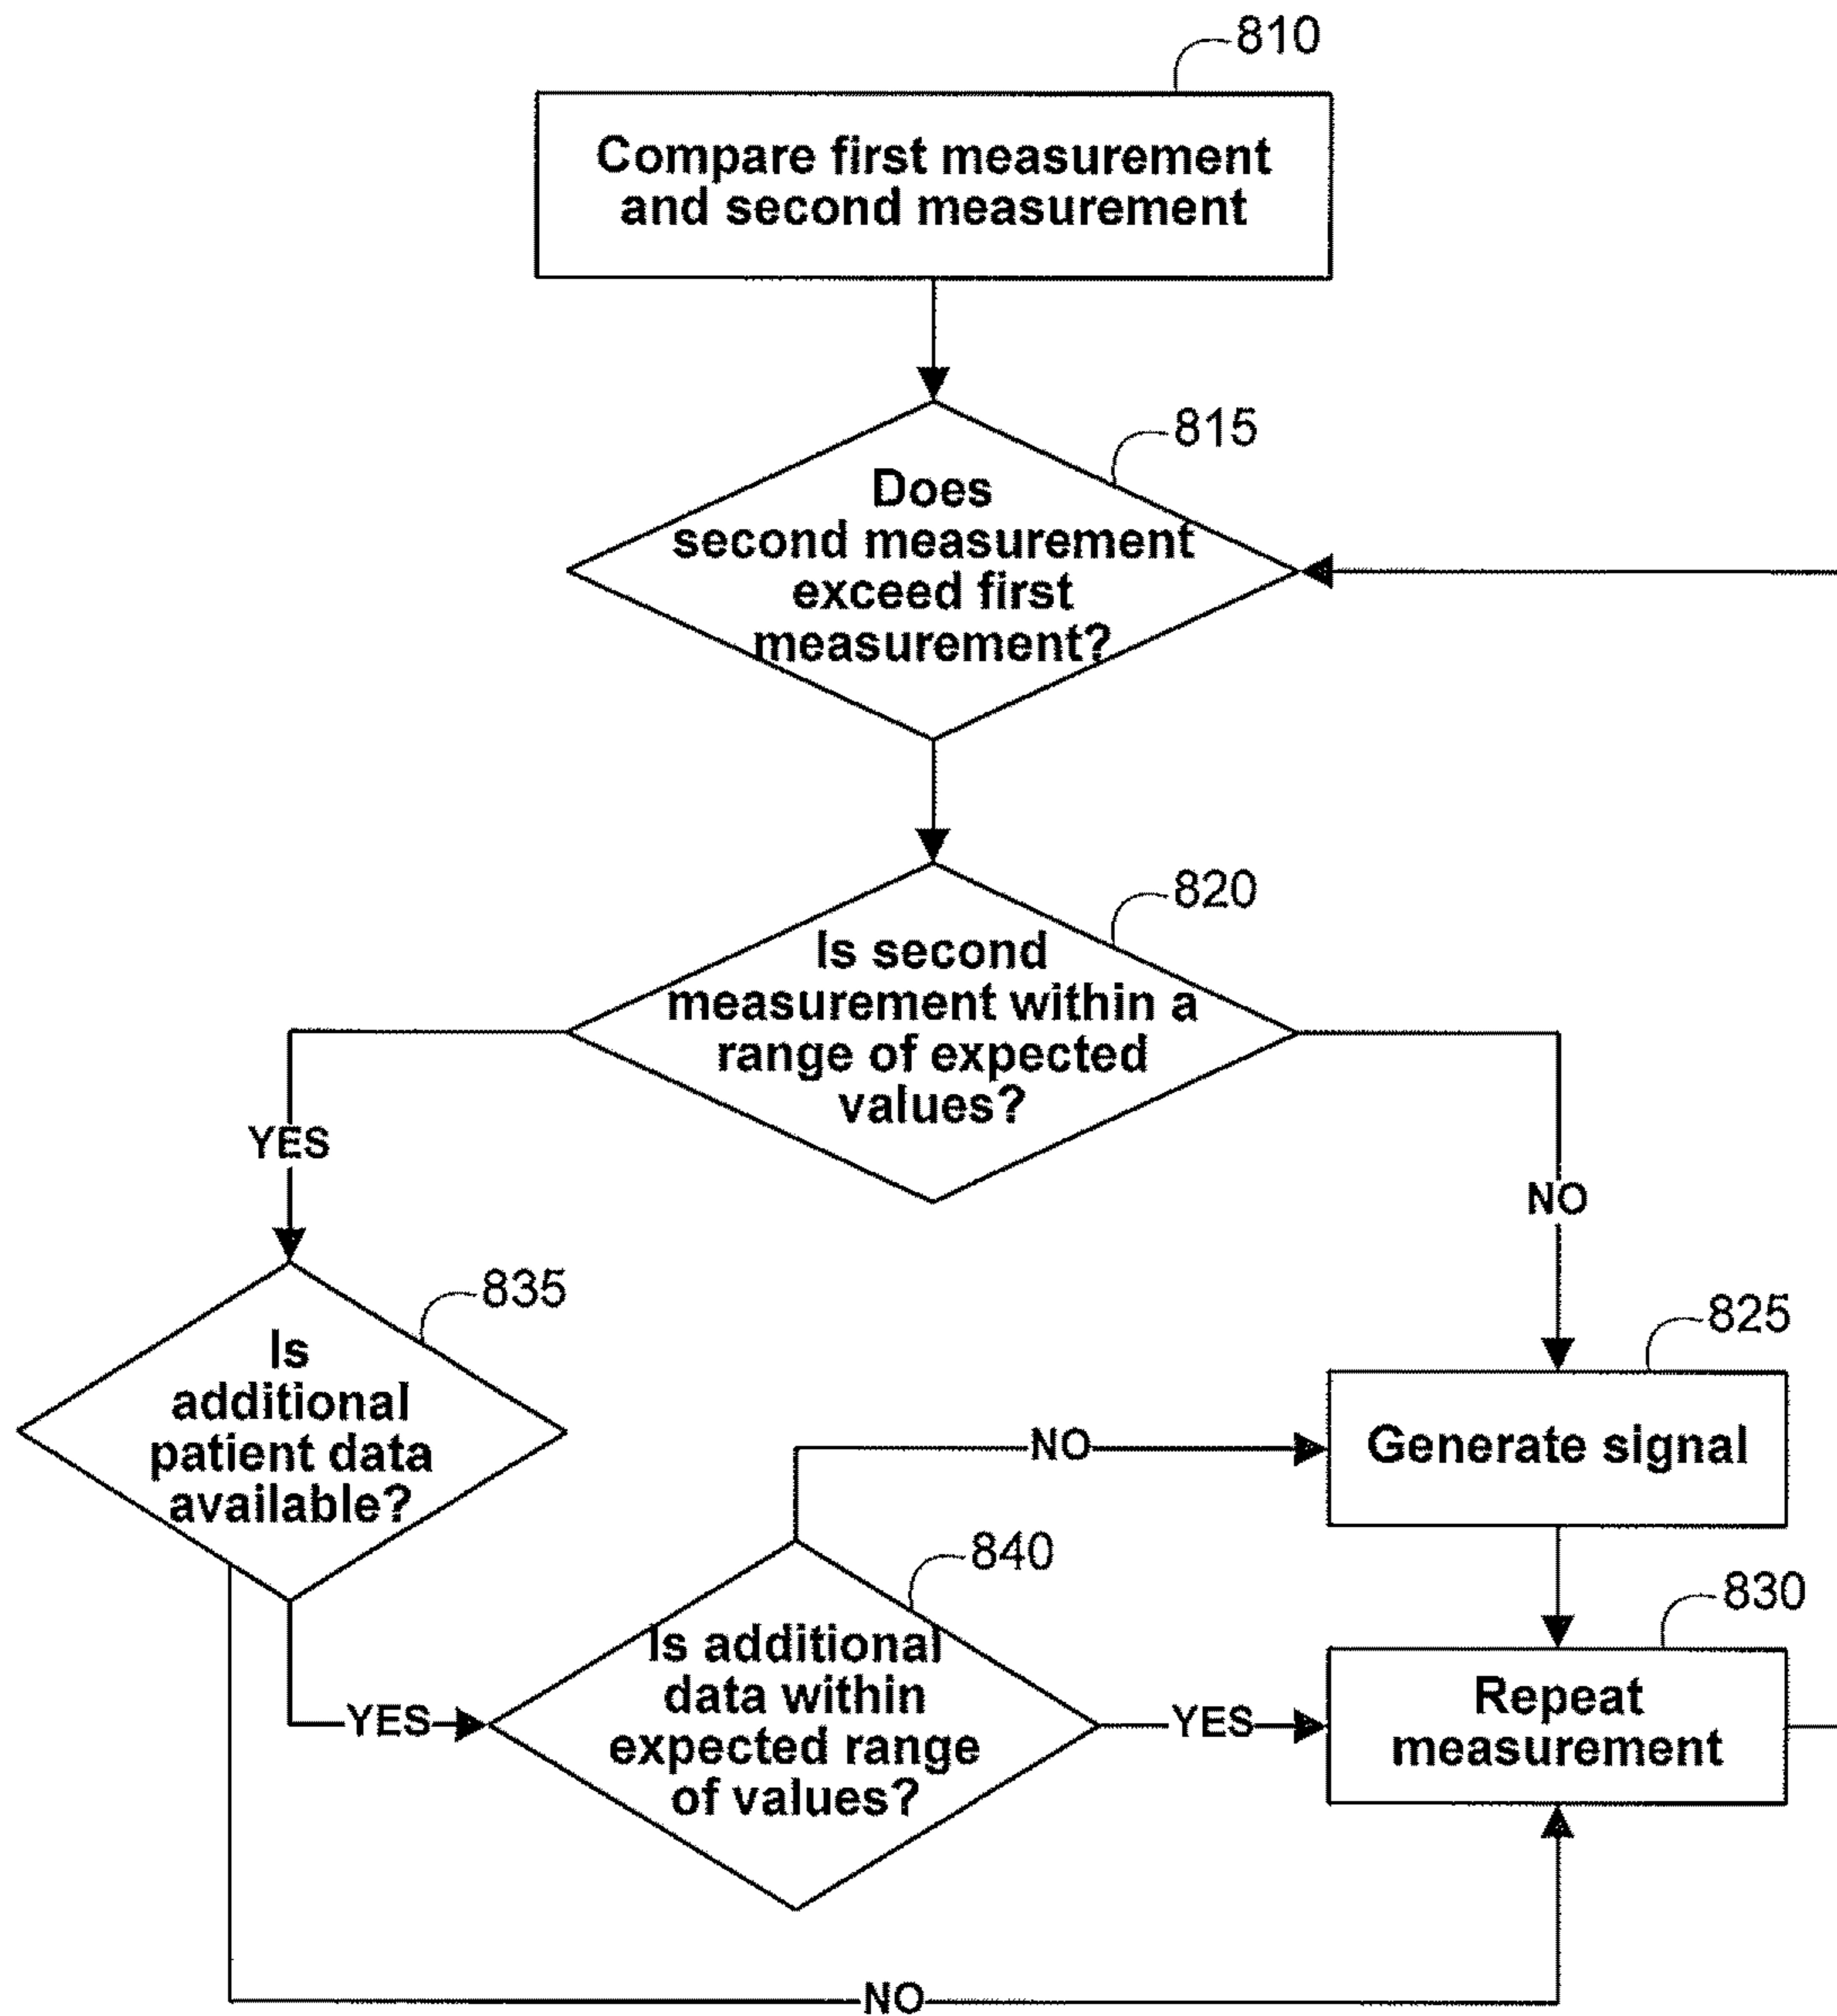 810
Compare first measurement
and second measurement
815
Does
second measurement
exceed first
measurement?
820
Is second
measurement within a
range of expected
values?
YES
NO
835
Is
additional
patient data
available?
825
Generate signal
NO
840
Is additional
data within
expected range
of values?
YES
YES
830
Repeat
measurement
NO